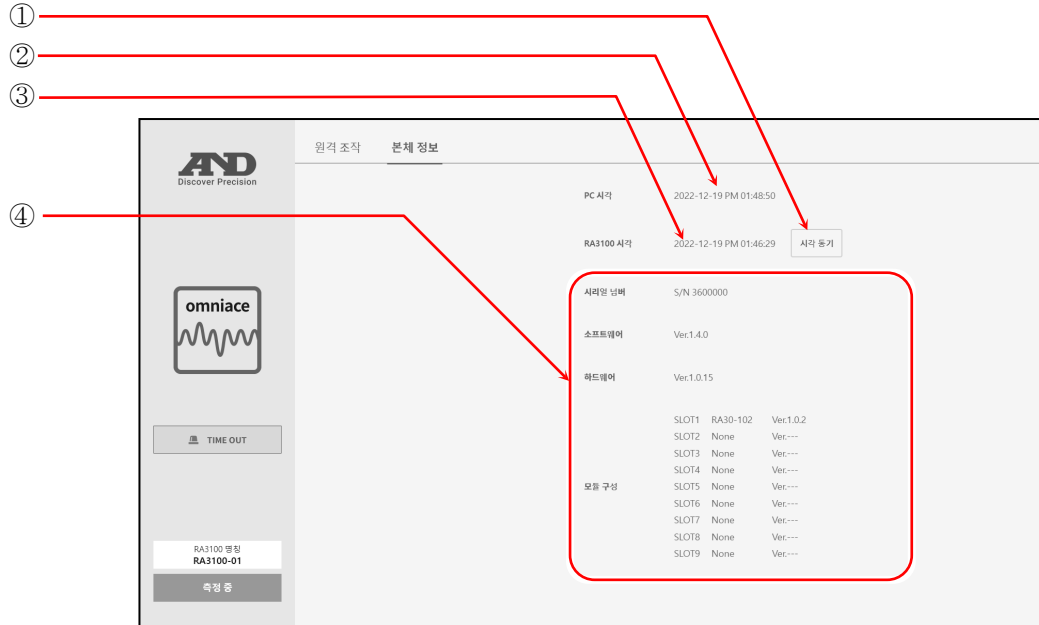 ①
②
③
④
AND
Discover Precision
원격 조작 본체 정보
PC 시각 2022-12-19 PM 01:48:50
RA3100 시각 2022-12-19 PM 01:46:29 시각 동기
시리얼 넘버 S/N 3600000
소프트웨어 Ver.1.4.0
하드웨어 Ver.1.0.15
모듈 구성
SLOT1 RA30-102 Ver.1.0.2
SLOT2 None Ver.---
SLOT3 None Ver.---
SLOT4 None Ver.---
SLOT5 None Ver.---
SLOT6 None Ver.---
SLOT7 None Ver.---
SLOT8 None Ver.---
SLOT9 None Ver.---
omniace
TIME OUT
RA3100 명칭
RA3100-01
측정 중